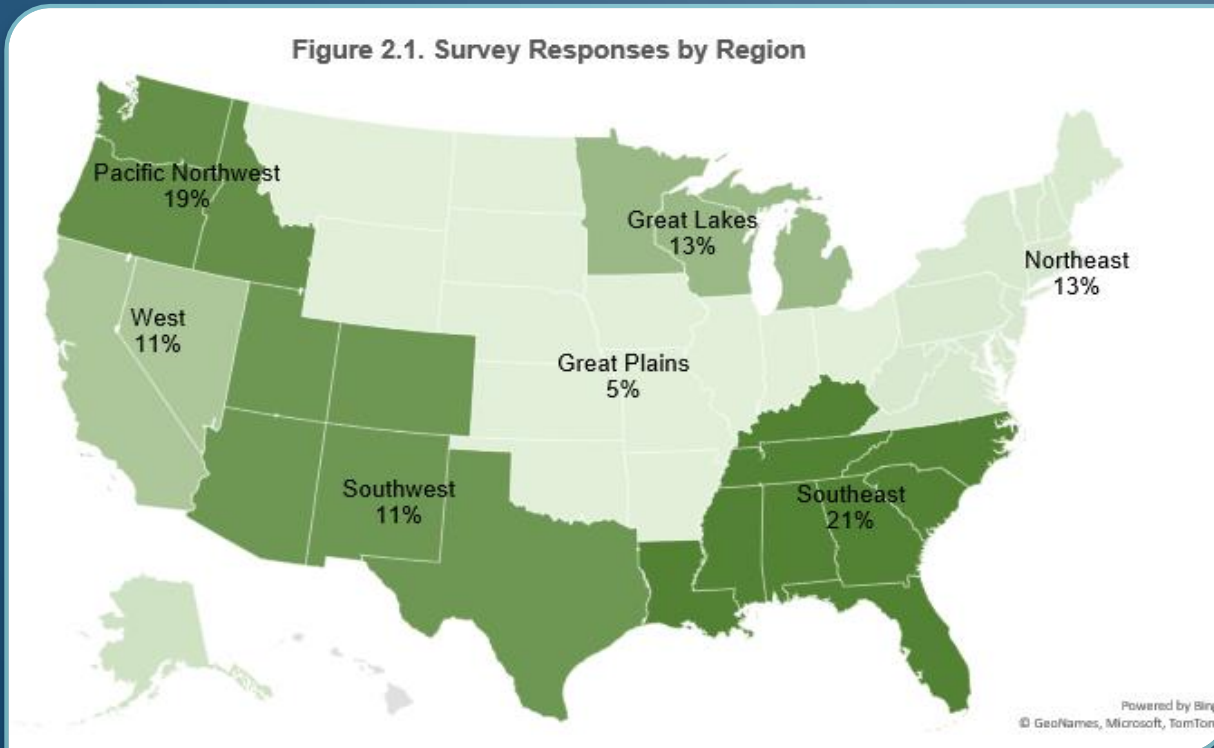 Figure 2.1. Survey Responses by Region
Pacific Northwest
19%
Great Lakes
13%
Northeast
13%
West
11%
Great Plains
5%
Southwest
11%
Southeast
21%
Powered by Bing
© GeoNames, Microsoft, TomTom